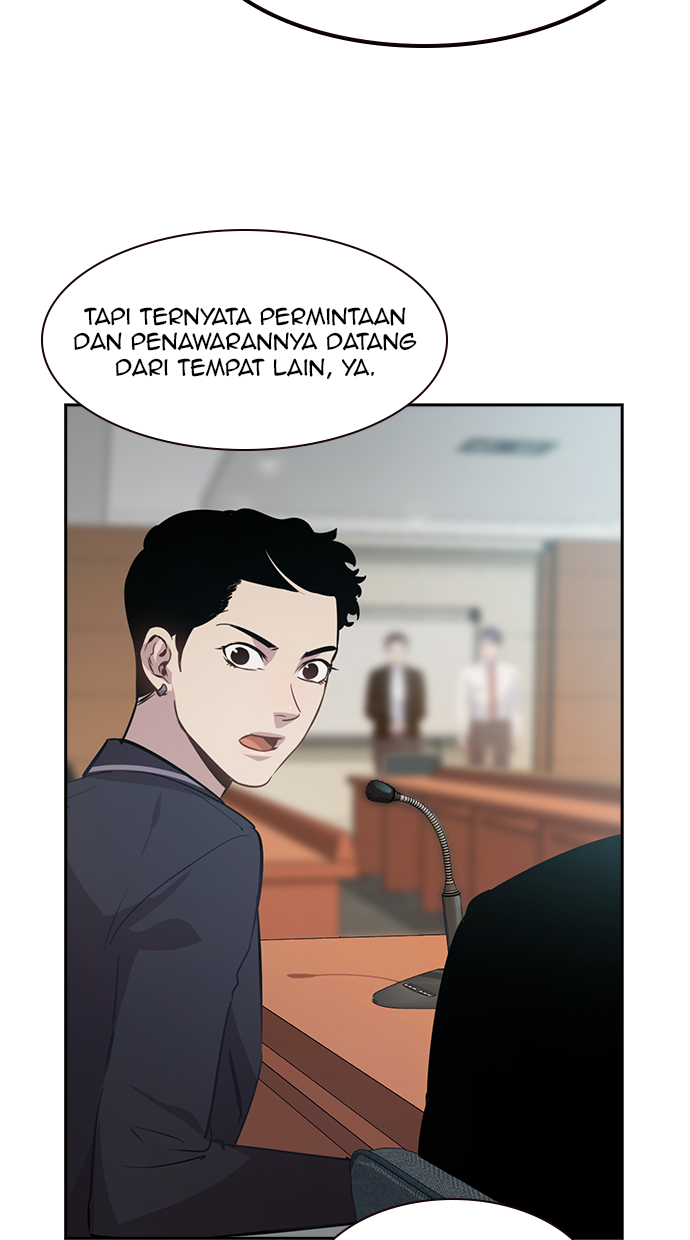 TAPI TERNYATA PERMINTAAN
DAN PENAWARANNYA DATANG
DARI TEMPAT LAIN, YA.